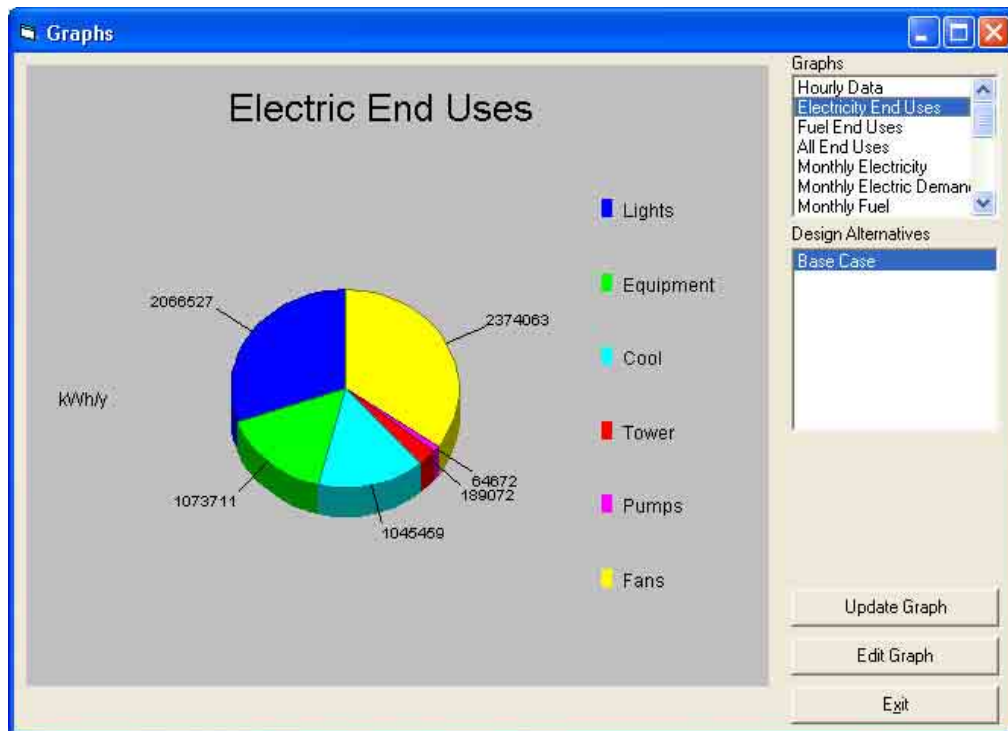 Graphs
Electric End Uses
Lights
Equipment
Cool
Tower
Pumps
Fans
2066527
2374063
kWh/y
64672
189072
1073711
1045459
Graphs
Hourly Data
Electricity End Uses
Fuel End Uses
All End Uses
Monthly Electricity
Monthly Electric Deman
Monthly Fuel
Design Alternatives
Base Case
Update Graph
Edit Graph
Exit